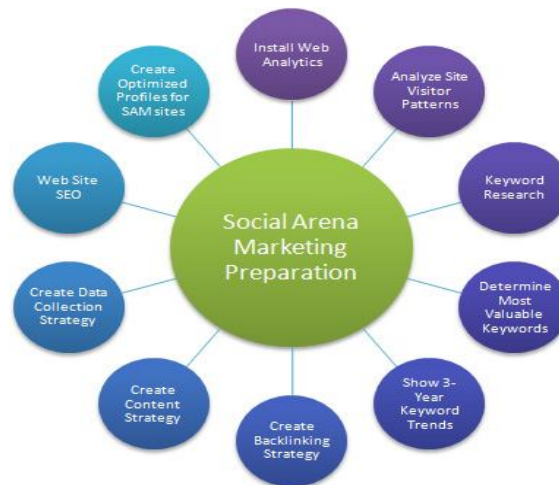 Social Arena
Marketing
Preparation
Install Web
Analytics
Analyze Site
Visitor
Patterns
Keyword
Research
Determine
Most
Valuable
Keywords
Show 3-
Year
Keyword
Trends
Create
Backlinking
Strategy
Create
Content
Strategy
Create Data
Collection
Strategy
Web Site
SEO
Create
Optimized
Profiles for
SAM sites